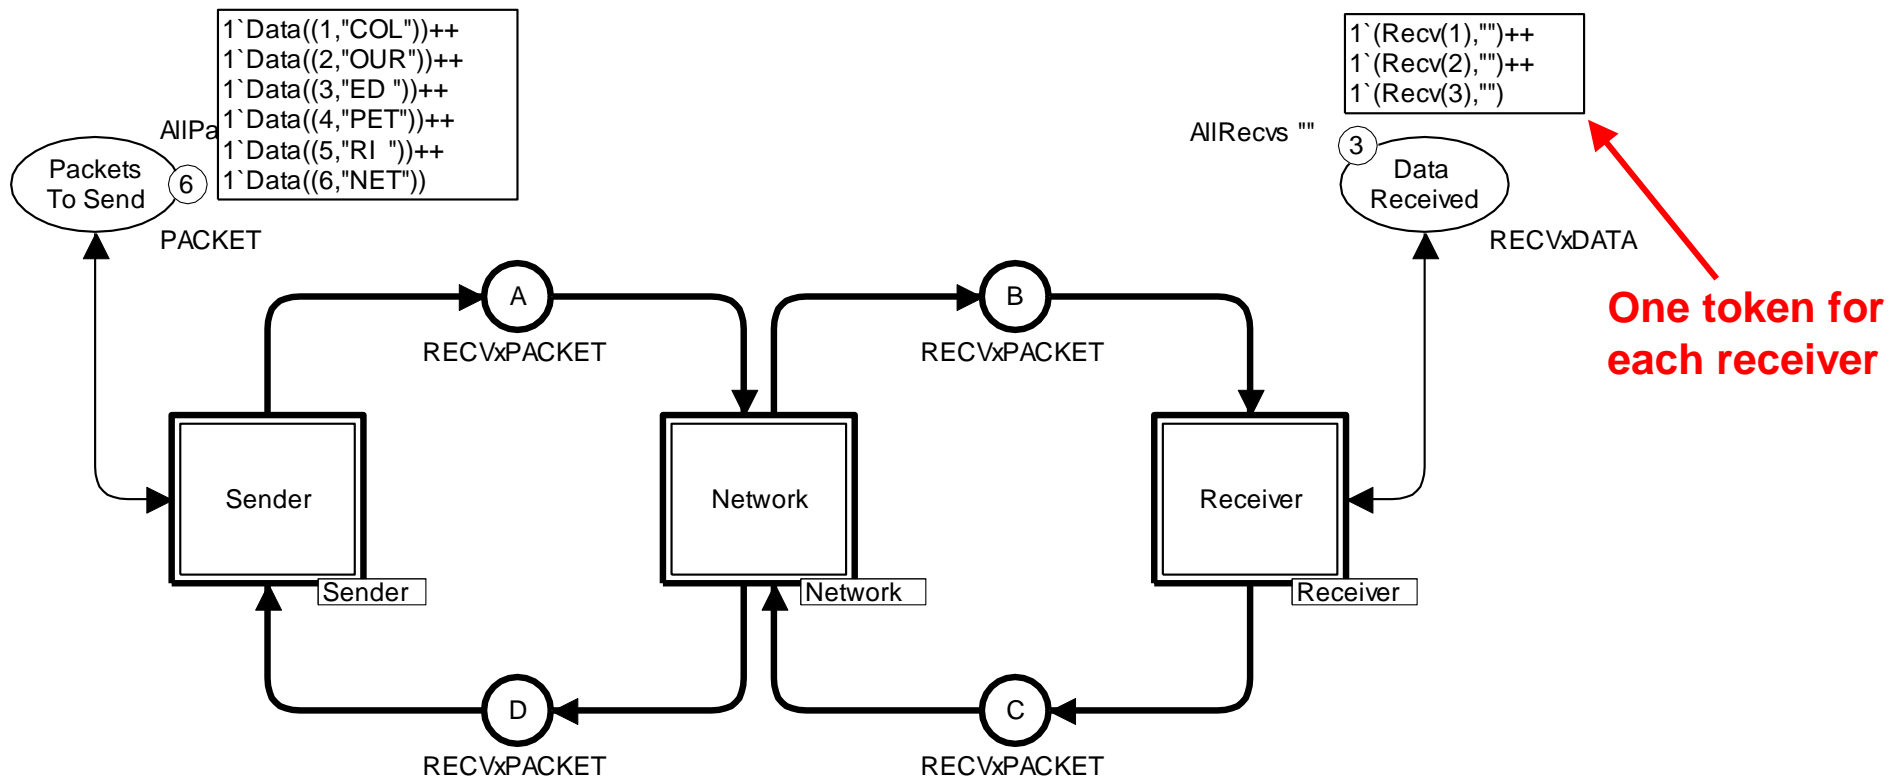 1`Data((1,"COL"))++
1`Data((2,"OUR"))++
1`Data((3,"ED "))++
1`Data((4,"PET"))++
1`Data((5,"RI  "))++
1`Data((6,"NET"))
AllPa
Packets
To Send
6
PACKET
1`(Recv(1),"")++
1`(Recv(2),"")++
1`(Recv(3),"")
AllRecvs ""
3
Data
Received
RECVxDATA
One token for
each receiver
A
RECVxPACKET
B
RECVxPACKET
Sender
Sender
Network
Network
Receiver
Receiver
D
RECVxPACKET
C
RECVxPACKET